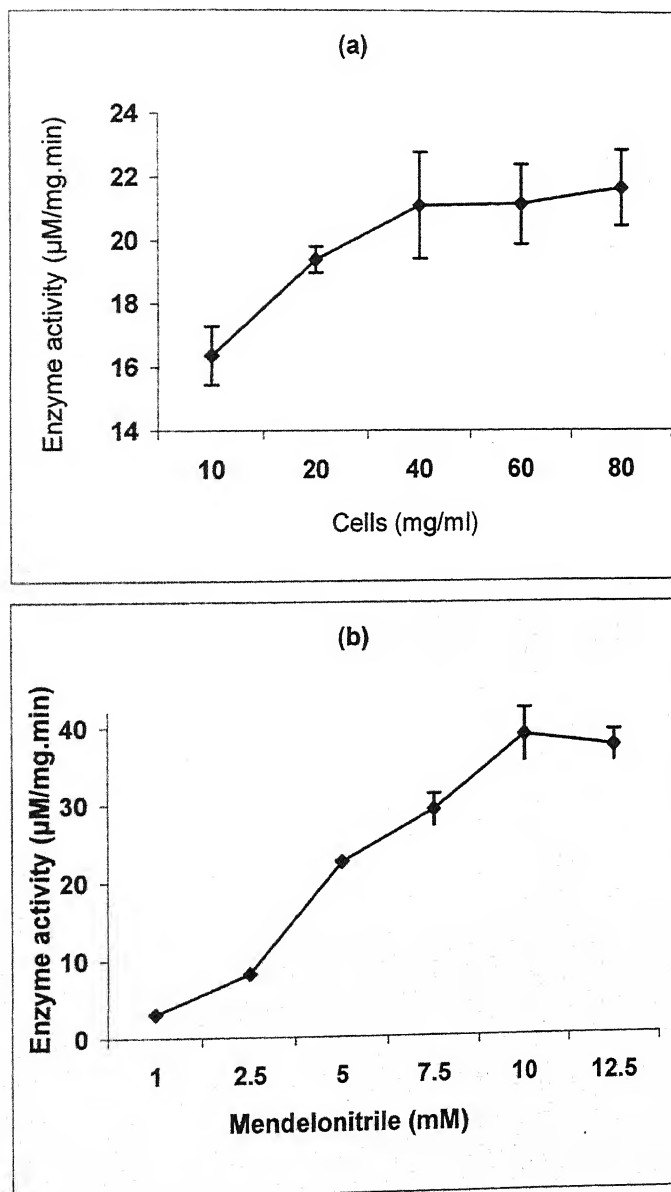 (a)
Enzyme activity (µM/mg.min)
24
22
20
18
16
14
10 20 40 60 80
Cells (mg/ml)
(b)
Enzyme activity (µM/mg.min)
40
30
20
10
0
1 2.5 5 7.5 10 12.5
Mendelonitrile (mM)